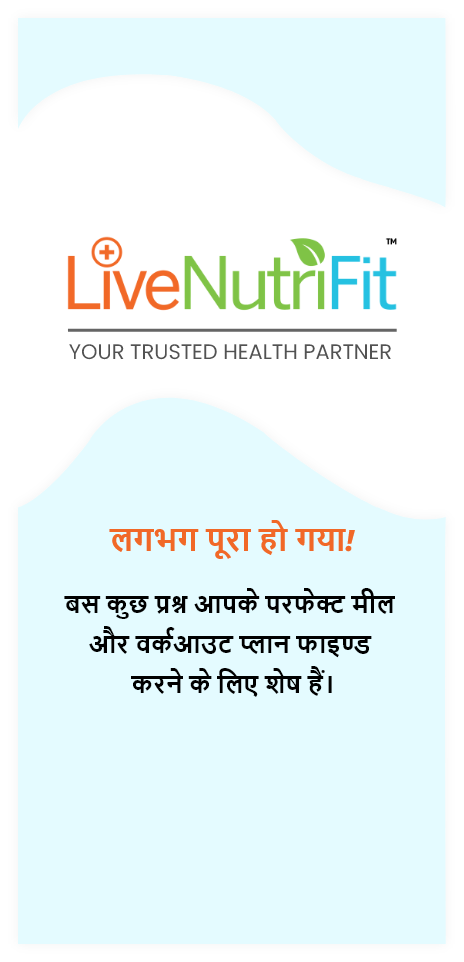 LiveNutriFit™
YOUR TRUSTED HEALTH PARTNER
लगभग पूरा हो गया!
बस कुछ प्रश्न आपके परफेक्ट मील
और वर्कआउट प्लान फाइण्ड
करने के लिए शेष हैं।